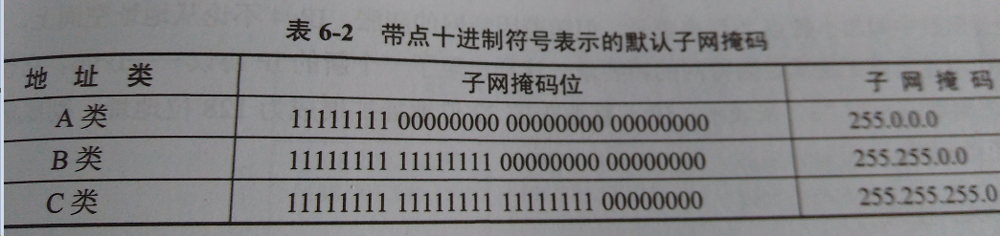 表 6-2 带点十进制符号表示的默认子网掩码
地 址 类 子网掩码位 子 网 掩 码
A 类 11111111 00000000 00000000 00000000 255.0.0.0
B 类 11111111 11111111 00000000 00000000 255.255.0.0
C 类 11111111 11111111 11111111 00000000 255.255.255.0